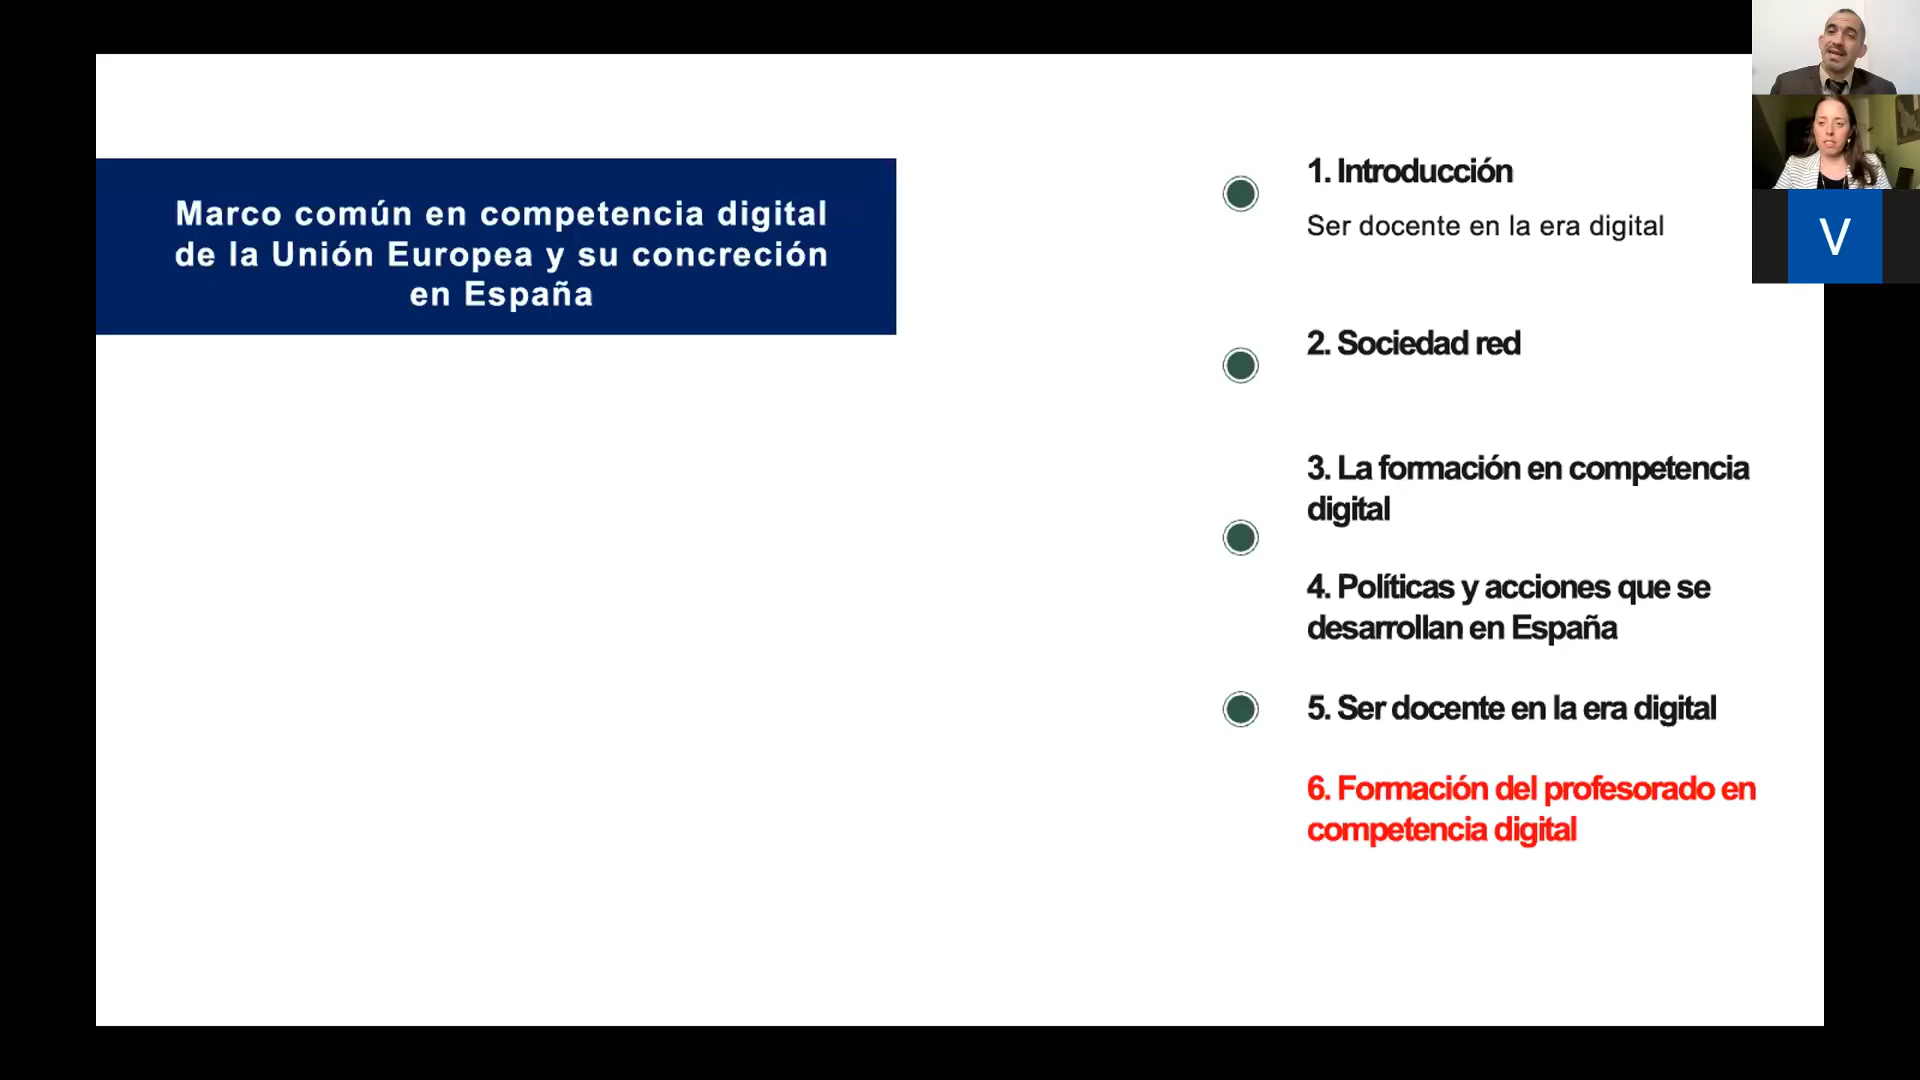 Marco común en competencia digital
de la Unión Europea y su concreción
en España
1. Introducción
Ser docente en la era digital
2. Sociedad red
3. La formación en competencia
digital
4. Políticas y acciones que se
desarrollan en España
5. Ser docente en la era digital
6. Formación del profesorado en
competencia digital
V